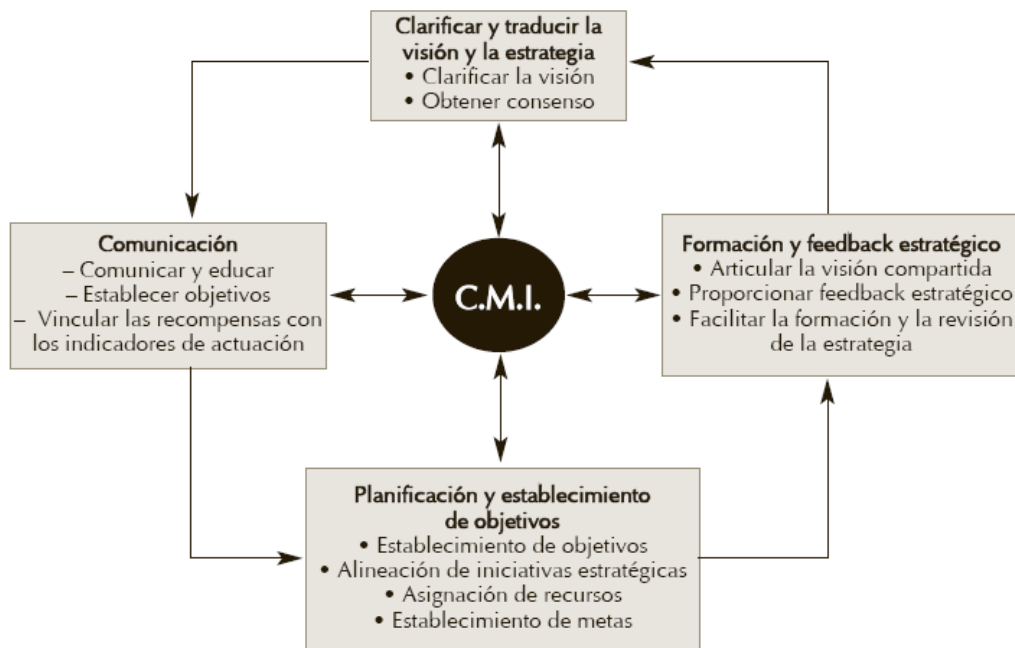 Clarificar y traducir la
visión y la estrategia
• Clarificar la visión
• Obtener consenso
Comunicación
– Comunicar y educar
– Establecer objetivos
– Vincular las recompensas con
los indicadores de actuación
C.M.I.
Formación y feedback estratégico
• Articular la visión compartida
• Proporcionar feedback estratégico
• Facilitar la formación y la revisión
de la estrategia
Planificación y establecimiento
de objetivos
• Establecimiento de objetivos
• Alineación de iniciativas estratégicas
• Asignación de recursos
• Establecimiento de metas